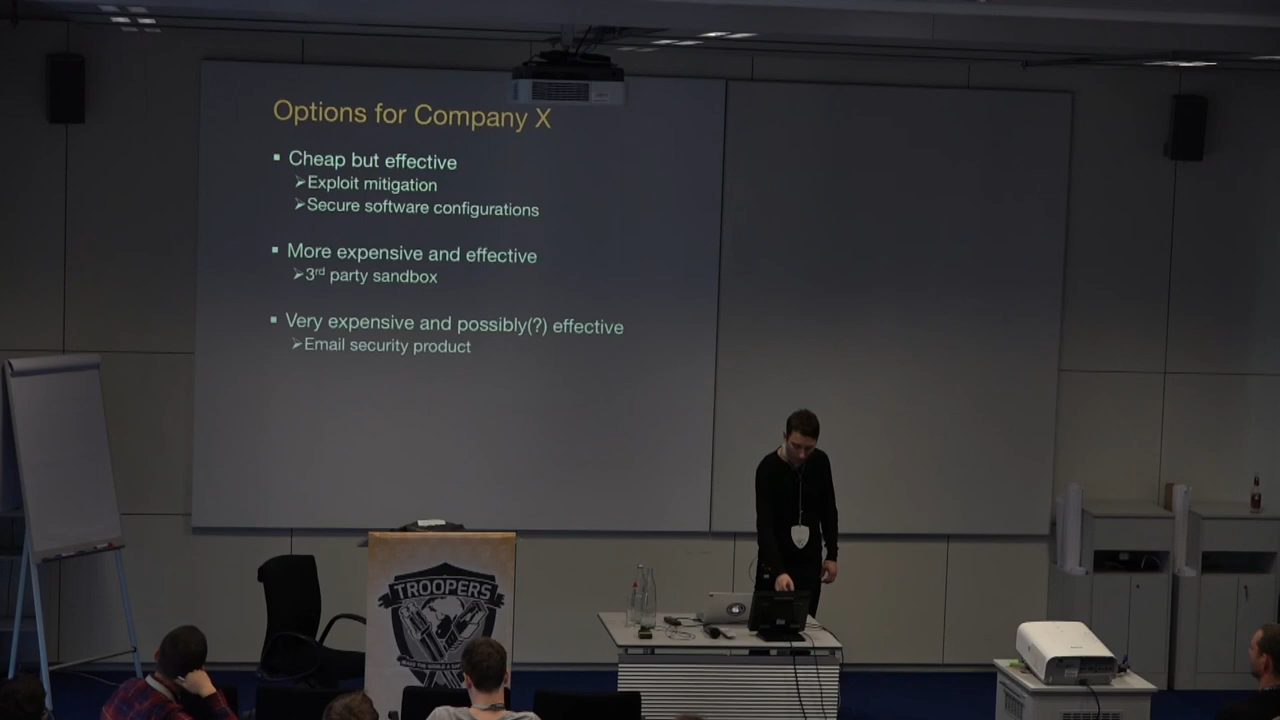 Options for Company X
▪ Cheap but effective
➢Exploit mitigation
➢Secure software configurations
▪ More expensive and effective
➢3rd party sandbox
▪ Very expensive and possibly(?) effective
➢Email security product
TROOPERS